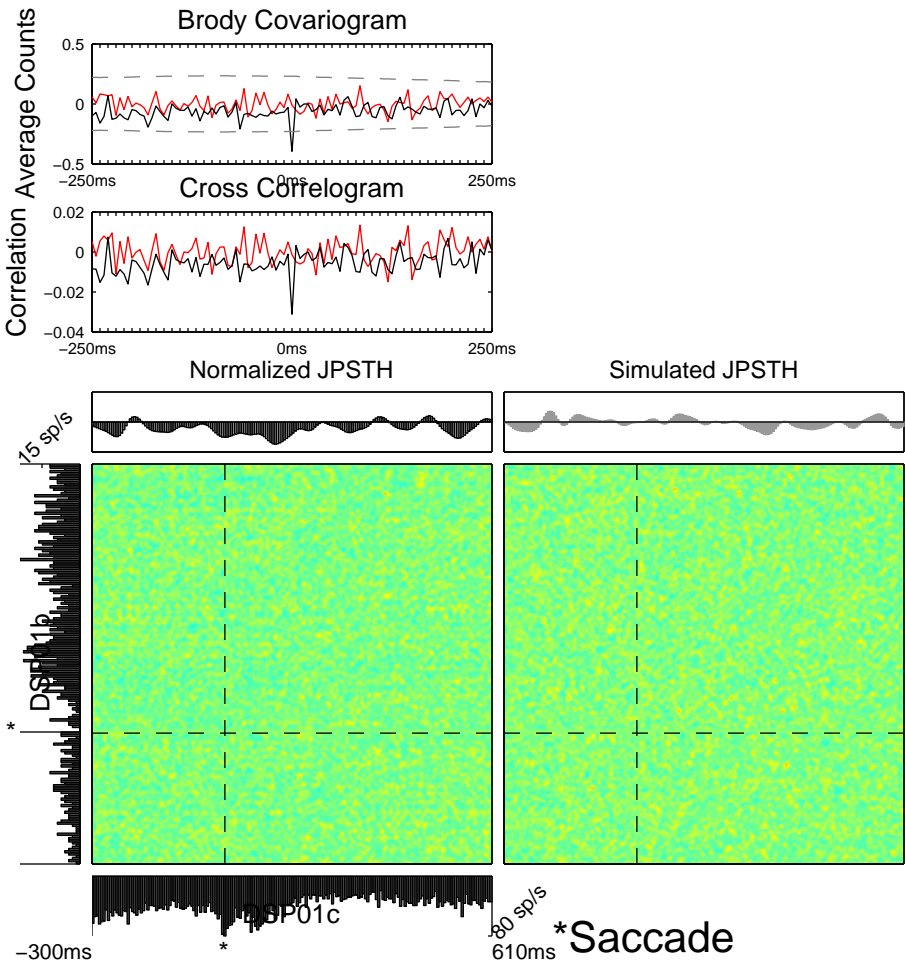 Brody Covariogram
Average Counts
0.5
0
−0.5
−250ms 0ms 250ms
Cross Correlogram
Correlation
0.02
0
−0.02
−0.04
−250ms 0ms 250ms
Normalized JPSTH Simulated JPSTH
15 sp/s
DSP01b
*
DSP01c
80 sp/s
*
−300ms 610ms
*Saccade